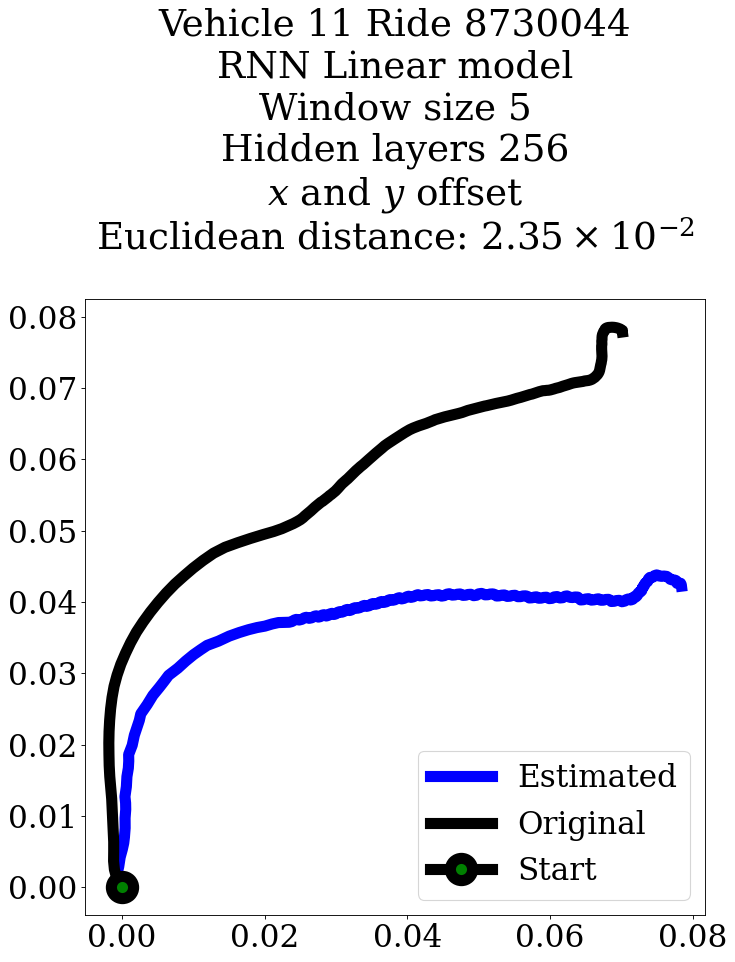 Vehicle 11 Ride 8730044
RNN Linear model
Window size 5
Hidden layers 256
x and y offset
Euclidean distance: 2.35 × 10⁻²
0.08
0.07
0.06
0.05
0.04
0.03
0.02
0.01
0.00
Estimated
Original
Start
0.00 0.02 0.04 0.06 0.08